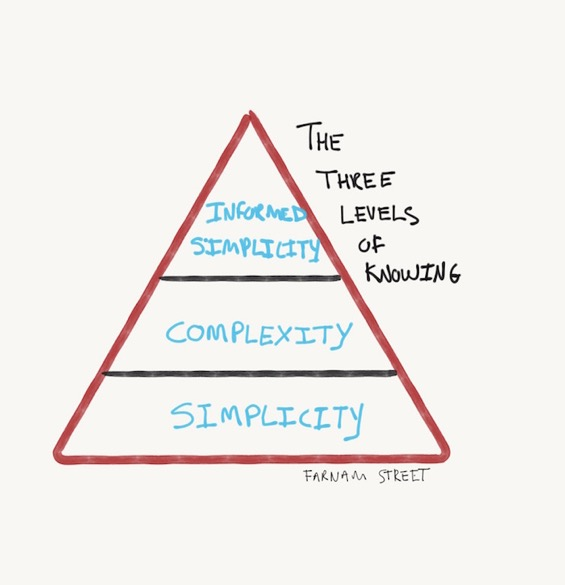 THE
THREE
LEVELS
OF
KNOWING
INFORMED
SIMPLICITY
COMPLEXITY
SIMPLICITY
FARNAM STREET